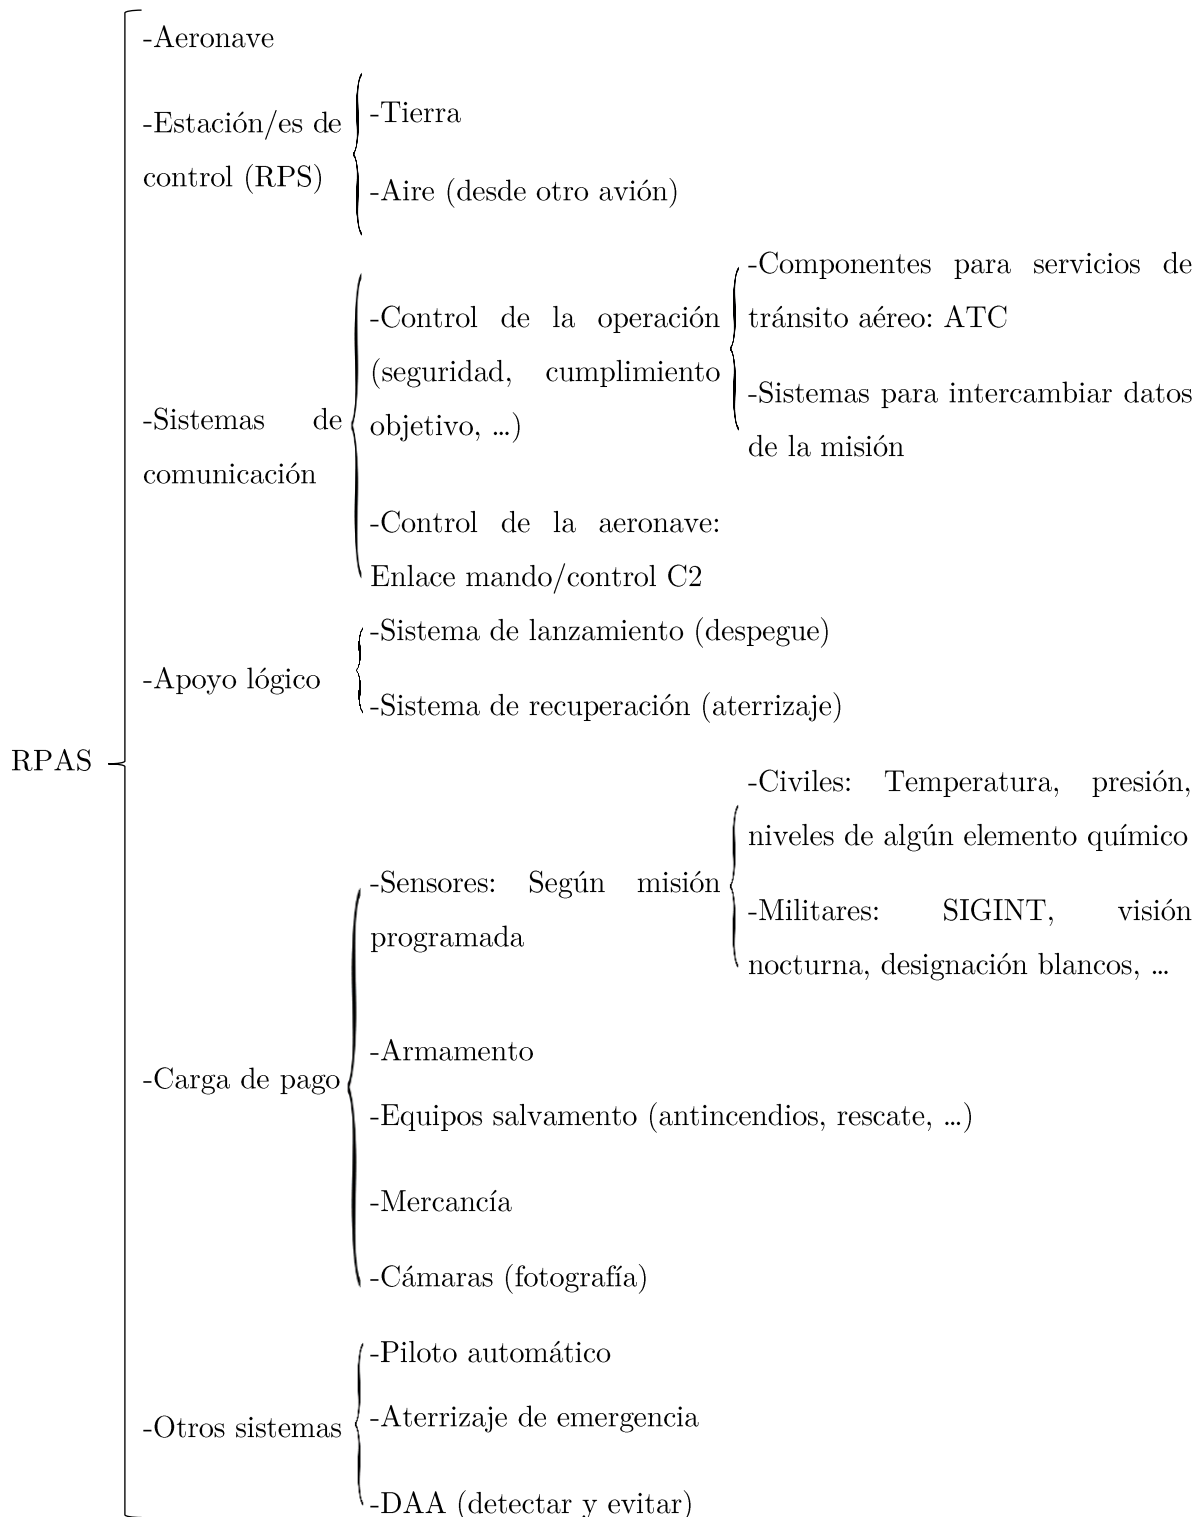 RPAS
-Aeronave
-Estación/es de
control (RPS)
-Tierra
-Aire (desde otro avión)
-Sistemas de
comunicación
-Control de la operación
(seguridad, cumplimiento
objetivo, ...)
-Componentes para servicios de
tránsito aéreo: ATC
-Sistemas para intercambiar datos
de la misión
-Control de la aeronave:
Enlace mando/control C2
-Apoyo lógico
-Sistema de lanzamiento (despegue)
-Sistema de recuperación (aterrizaje)
-Carga de pago
-Sensores: Según misión
programada
-Civiles: Temperatura, presión,
niveles de algún elemento químico
-Militares: SIGINT, visión
nocturna, designación blancos, ...
-Armamento
-Equipos salvamento (antincendios, rescate, ...)
-Mercancía
-Cámaras (fotografía)
-Otros sistemas
-Piloto automático
-Aterrizaje de emergencia
-DAA (detectar y evitar)